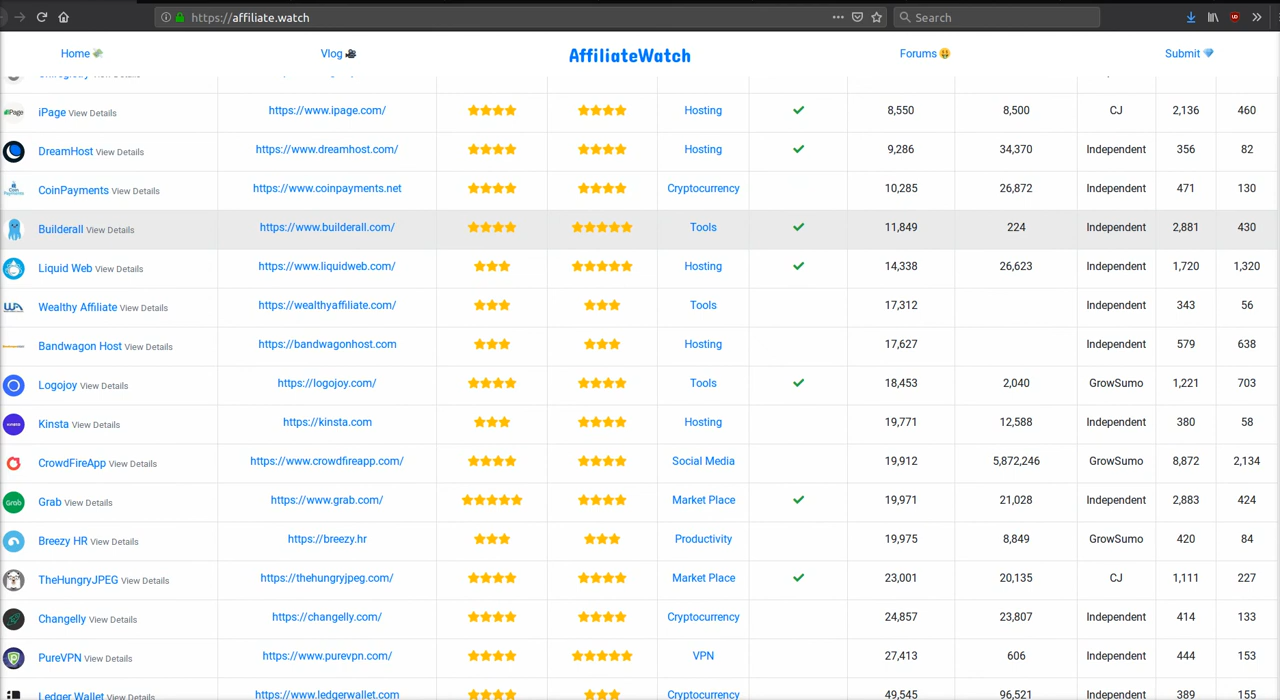 https://affiliate.watch
Search
Home
Vlog
AffiliateWatch
Forums
Submit
iPage View Details https://www.ipage.com/ Hosting 8,550 8,500 CJ 2,136 460
DreamHost View Details https://www.dreamhost.com/ Hosting 9,286 34,370 Independent 356 82
CoinPayments View Details https://www.coinpayments.net Cryptocurrency 10,285 26,872 Independent 471 130
Builderall View Details https://www.builderall.com/ Tools 11,849 224 Independent 2,881 430
Liquid Web View Details https://www.liquidweb.com/ Hosting 14,338 26,623 Independent 1,720 1,320
Wealthy Affiliate View Details https://wealthyaffiliate.com/ Tools 17,312 Independent 343 56
Bandwagon Host View Details https://bandwagonhost.com Hosting 17,627 Independent 579 638
Logojoy View Details https://logojoy.com/ Tools 18,453 2,040 GrowSumo 1,221 703
Kinsta View Details https://kinsta.com Hosting 19,771 12,588 Independent 380 58
CrowdFireApp View Details https://www.crowdfireapp.com/ Social Media 19,912 5,872,246 GrowSumo 8,872 2,134
Grab Grab View Details https://www.grab.com/ Market Place 19,971 21,028 Independent 2,883 424
Breezy HR View Details https://breezy.hr Productivity 19,975 8,849 GrowSumo 420 84
TheHungryJPEG View Details https://thehungryjpeg.com/ Market Place 23,001 20,135 CJ 1,111 227
Changelly View Details https://changelly.com/ Cryptocurrency 24,857 23,807 Independent 414 133
PureVPN View Details https://www.purevpn.com/ VPN 27,413 606 Independent 444 153
Ledger Wallet View Details https://www.ledgerwallet.com Cryptocurrency 49,545 96,521 Independent 389 155